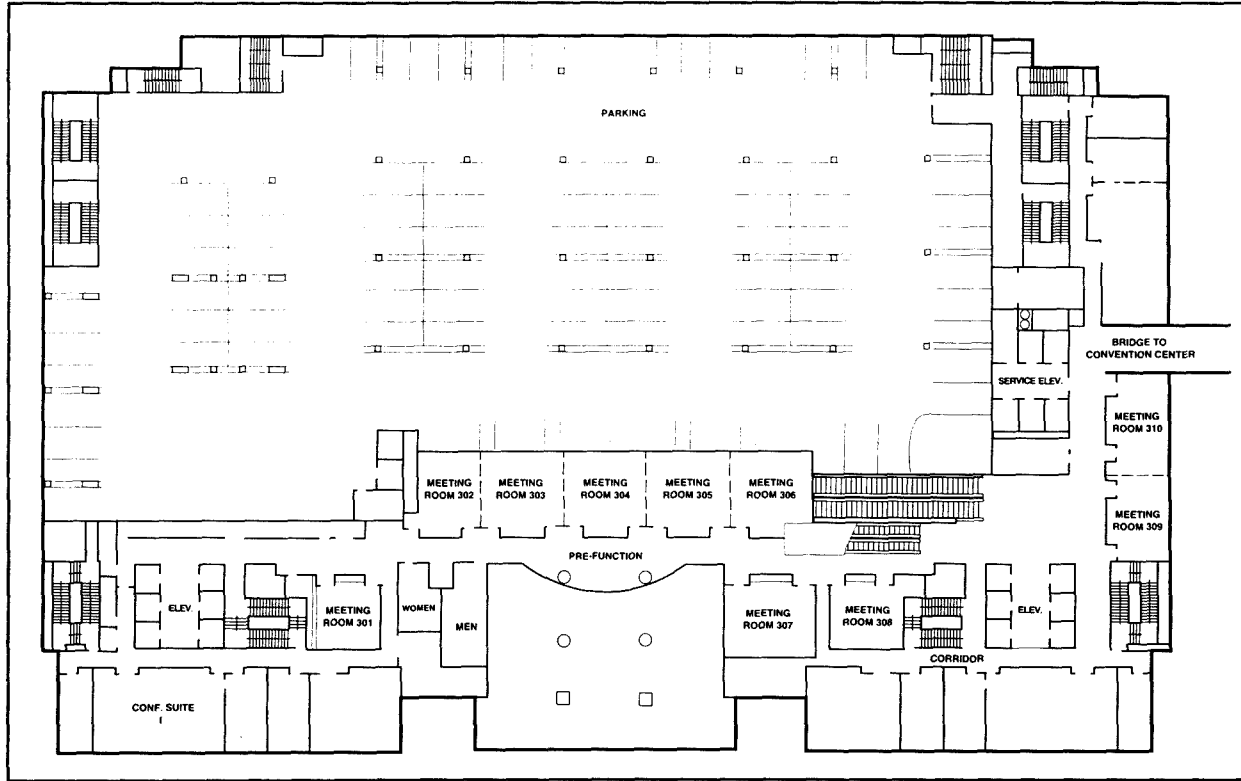 PARKING
BRIDGE TO
CONVENTION CENTER
SERVICE ELEV.
MEETING
ROOM 310
MEETING
ROOM 302
MEETING
ROOM 303
MEETING
ROOM 304
MEETING
ROOM 305
MEETING
ROOM 306
MEETING
ROOM 309
PRE-FUNCTION
ELEV.
MEETING
ROOM 301
WOMEN
MEN
MEETING
ROOM 307
MEETING
ROOM 308
ELEV.
CORRIDOR
CONF. SUITE